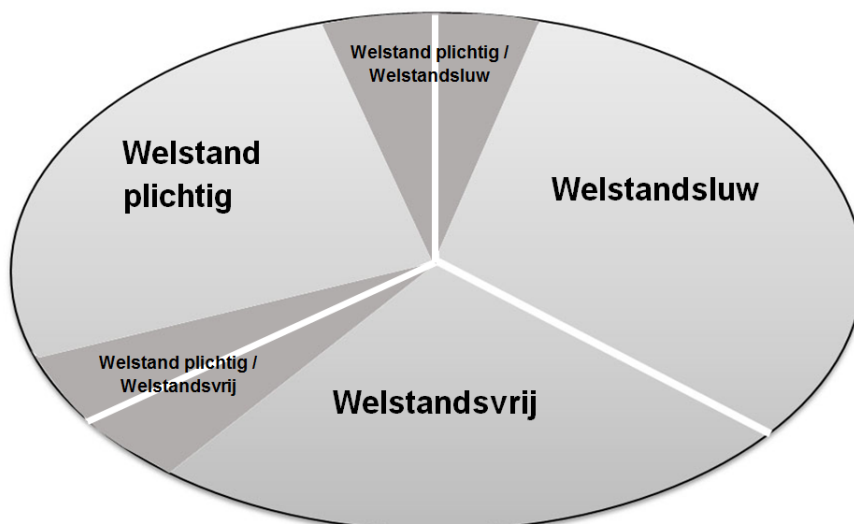 Welstand plichtig /
Welstandsluw
Welstand
plichtig
Welstandsluw
Welstand plichtig /
Welstandsvrij
Welstandsvrij